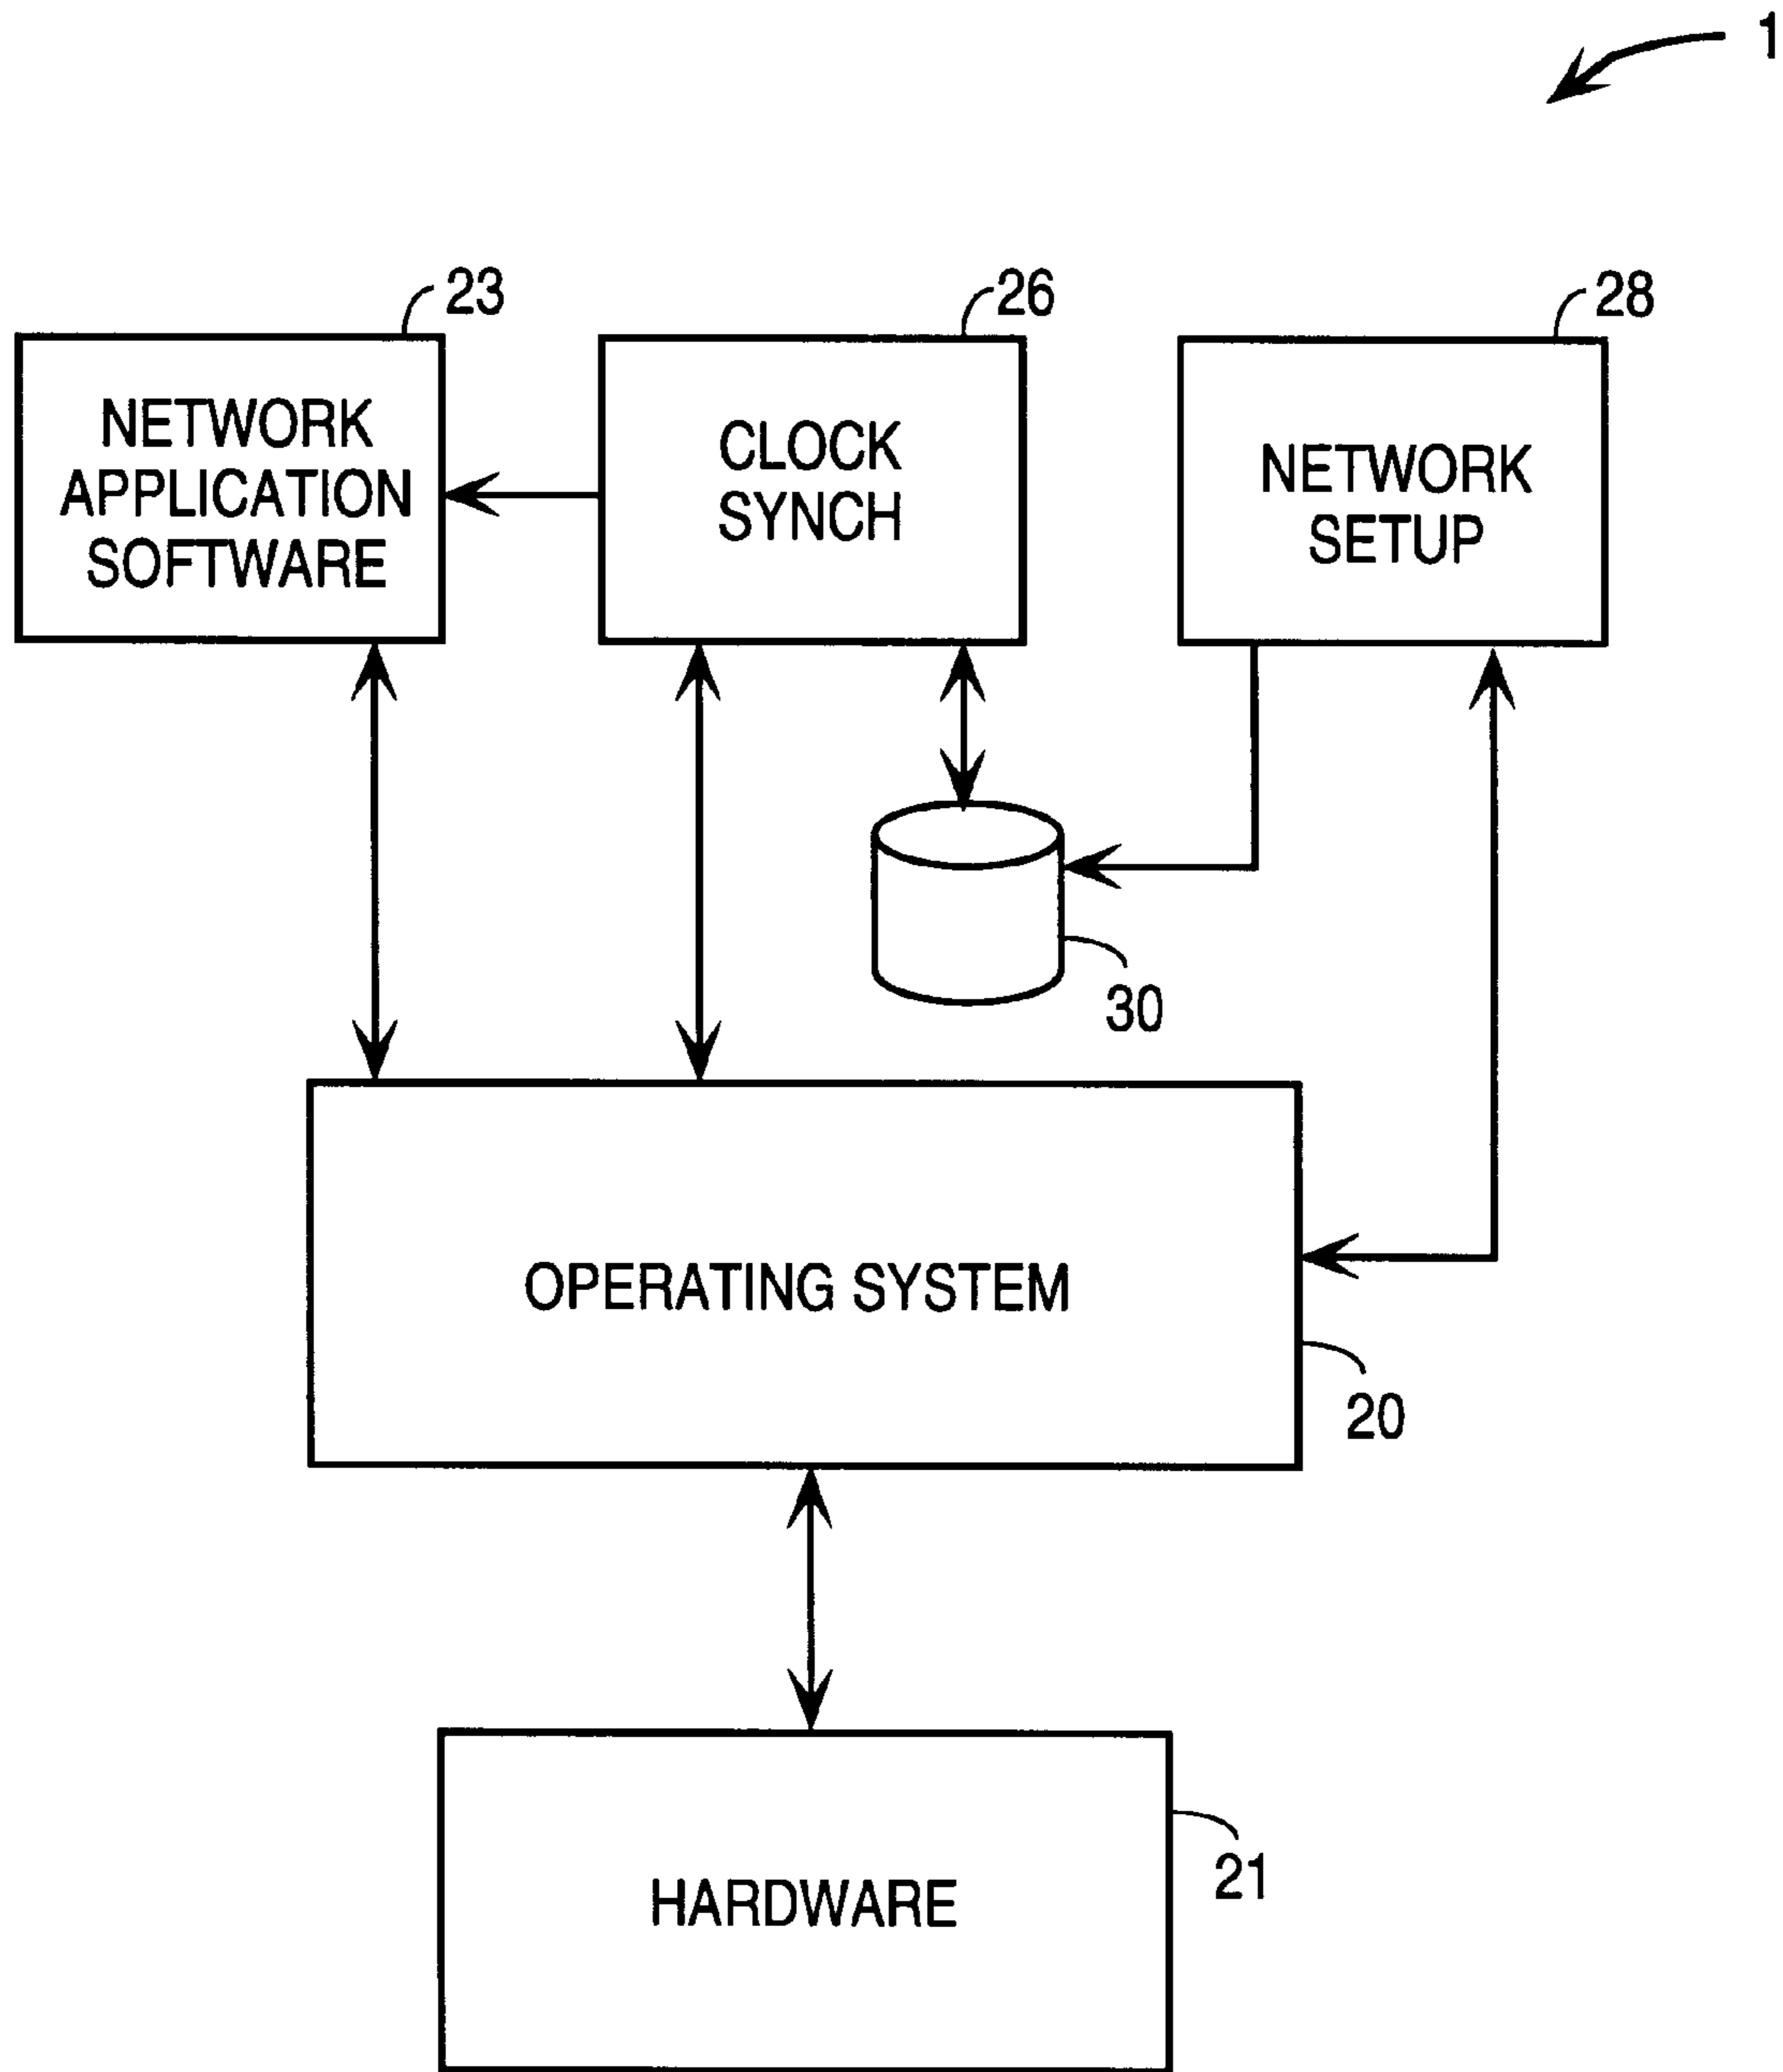 1
23
26
28
NETWORK
APPLICATION
SOFTWARE
CLOCK
SYNCH
NETWORK
SETUP
30
OPERATING SYSTEM
20
HARDWARE
21